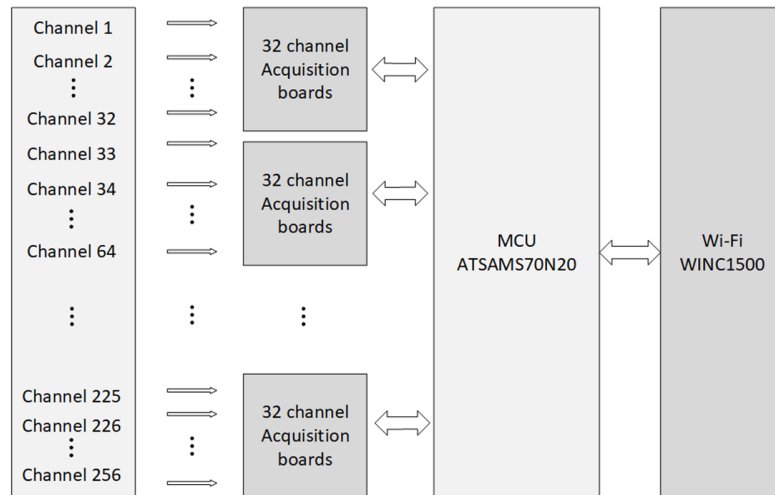 Channel 1
Channel 2
Channel 32
Channel 33
Channel 34
Channel 64
Channel 225
Channel 226
Channel 256
32 channel
Acquisition
boards
32 channel
Acquisition
boards
32 channel
Acquisition
boards
MCU
ATSAMS70N20
Wi-Fi
WINC1500